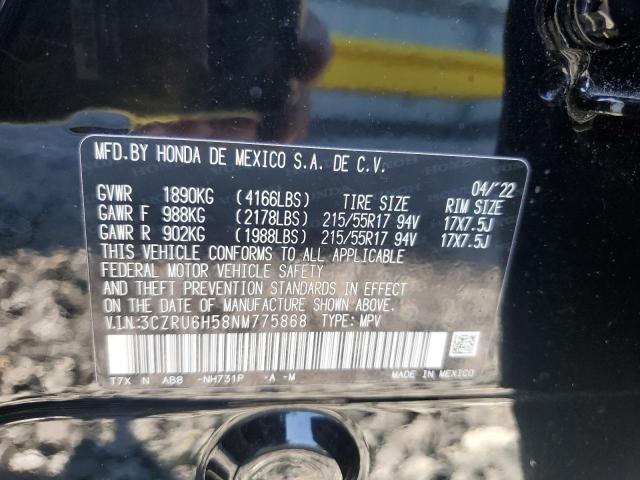 MFD.BY HONDA DE MEXICO S.A. DE C.V.
04/'22
GVWR 1890KG (4166LBS) TIRE SIZE RIM SIZE
GAWR F 988KG (2178LBS) 215/55R17 94V 17X7.5J
GAWR R 902KG (1988LBS) 215/55R17 94V 17X7.5J
THIS VEHICLE CONFORMS TO ALL APPLICABLE
FEDERAL MOTOR VEHICLE SAFETY
AND THEFT PREVENTION STANDARDS IN EFFECT
ON THE DATE OF MANUFACTURE SHOWN ABOVE.
V.I.N.:3CZRU6H58NM775868 TYPE: MPV
T7X N AB8 -NH731P -A -M MADE IN MEXICO